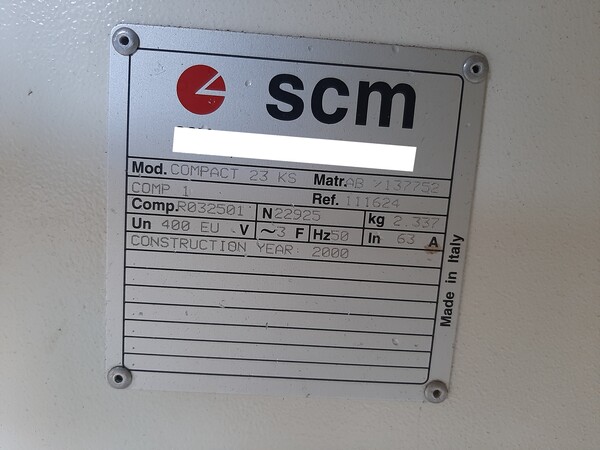 scm
Mod. COMPACT 23 KS Matr. AB 137752
COMP 1 Ref. 111624
Comp. R032501 N 22925 kg 2.337
Un 400 EU V ~3 F Hz 50 In 63 A
CONSTRUCTION YEAR 2000
Made in Italy